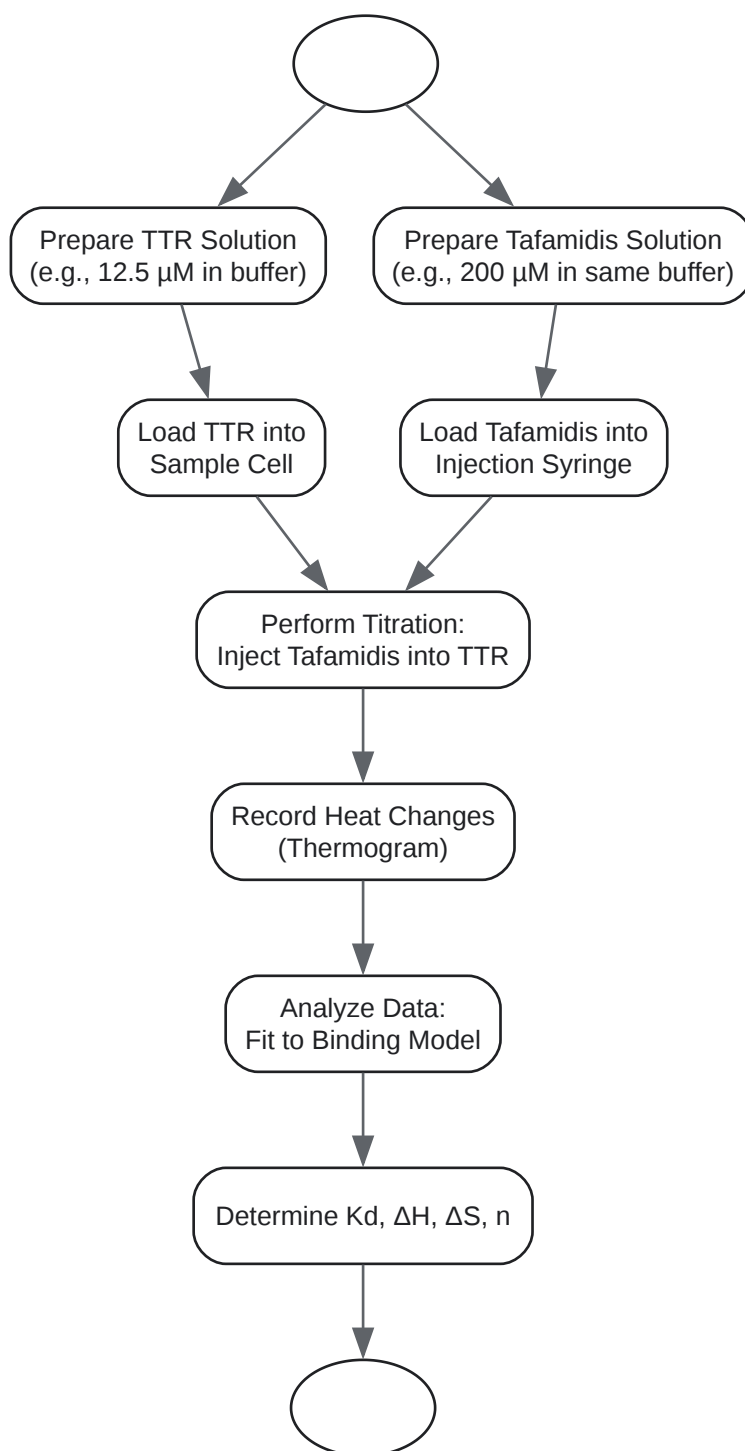 Prepare TTR Solution
(e.g., 12.5 µM in buffer)
Prepare Tafamidis Solution
(e.g., 200 µM in same buffer)
Load TTR into
Sample Cell
Load Tafamidis into
Injection Syringe
Perform Titration:
Inject Tafamidis into TTR
Record Heat Changes
(Thermogram)
Analyze Data:
Fit to Binding Model
Determine Kd, ΔH, ΔS, n